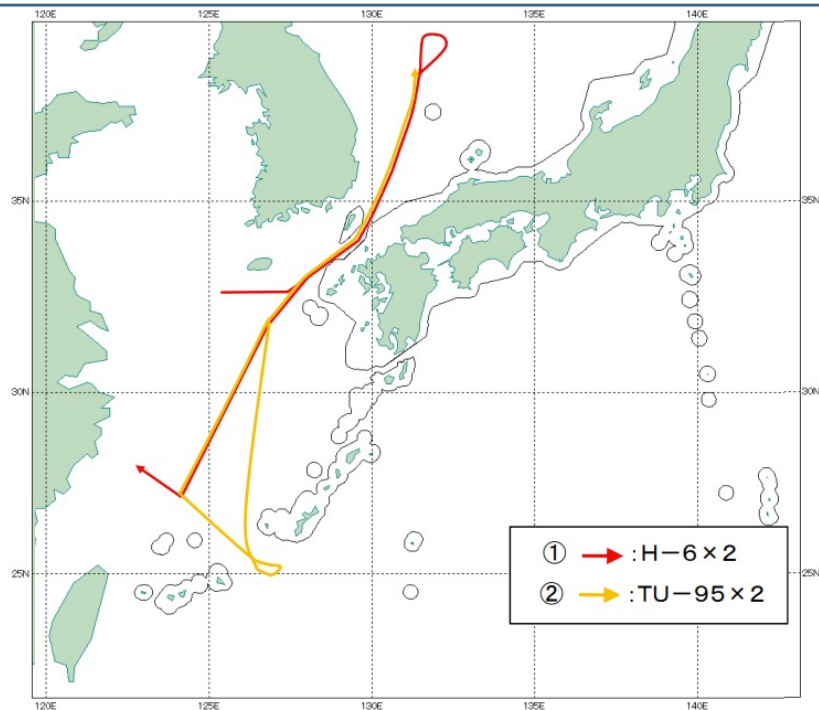 120E 125E 130E 135E 140E
35N 35N
30N 30N
25N 25N
① :H－6×2
② :TU－95×2
120E 125E 130E 135E 140E